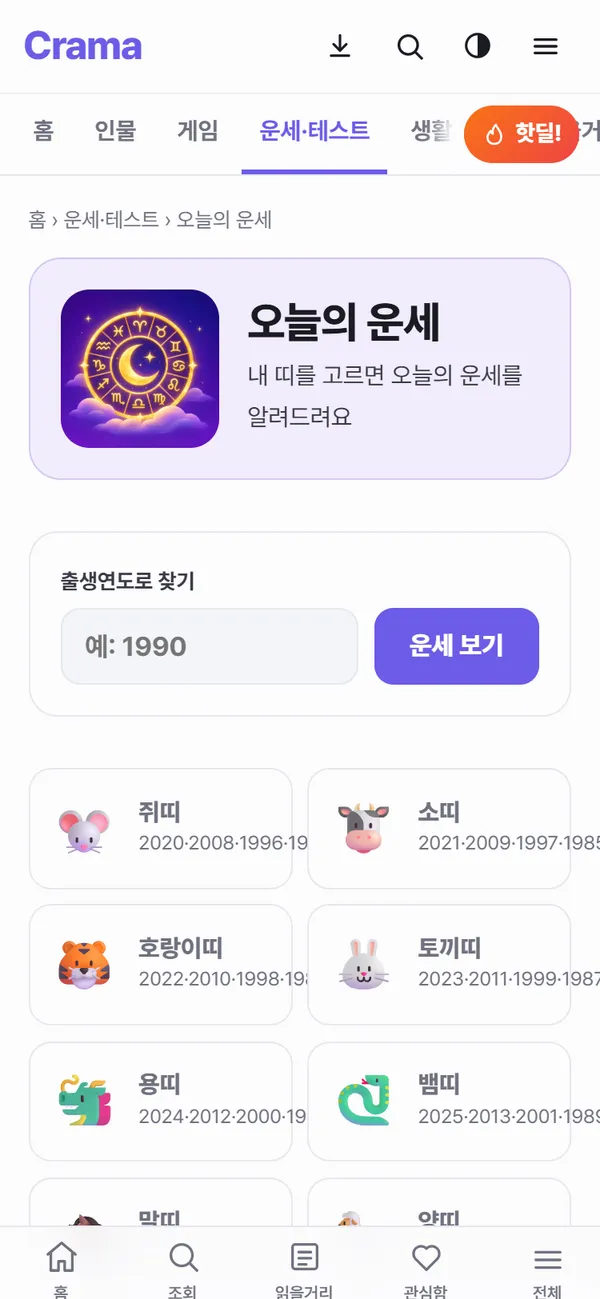 Crama
홈 인물 게임 운세·테스트 생활 핫딜!
홈 › 운세·테스트 › 오늘의 운세
오늘의 운세
내 띠를 고르면 오늘의 운세를
알려드려요
출생연도로 찾기
예: 1990 운세 보기
쥐띠 소띠
2020·2008·1996·19 2021·2009·1997·1985
호랑이띠 토끼띠
2022·2010·1998·198 2023·2011·1999·1987
용띠 뱀띠
2024·2012·2000·19 2025·2013·2001·1989
말띠 양띠
홈 조회 읽을거리 관심함 전체